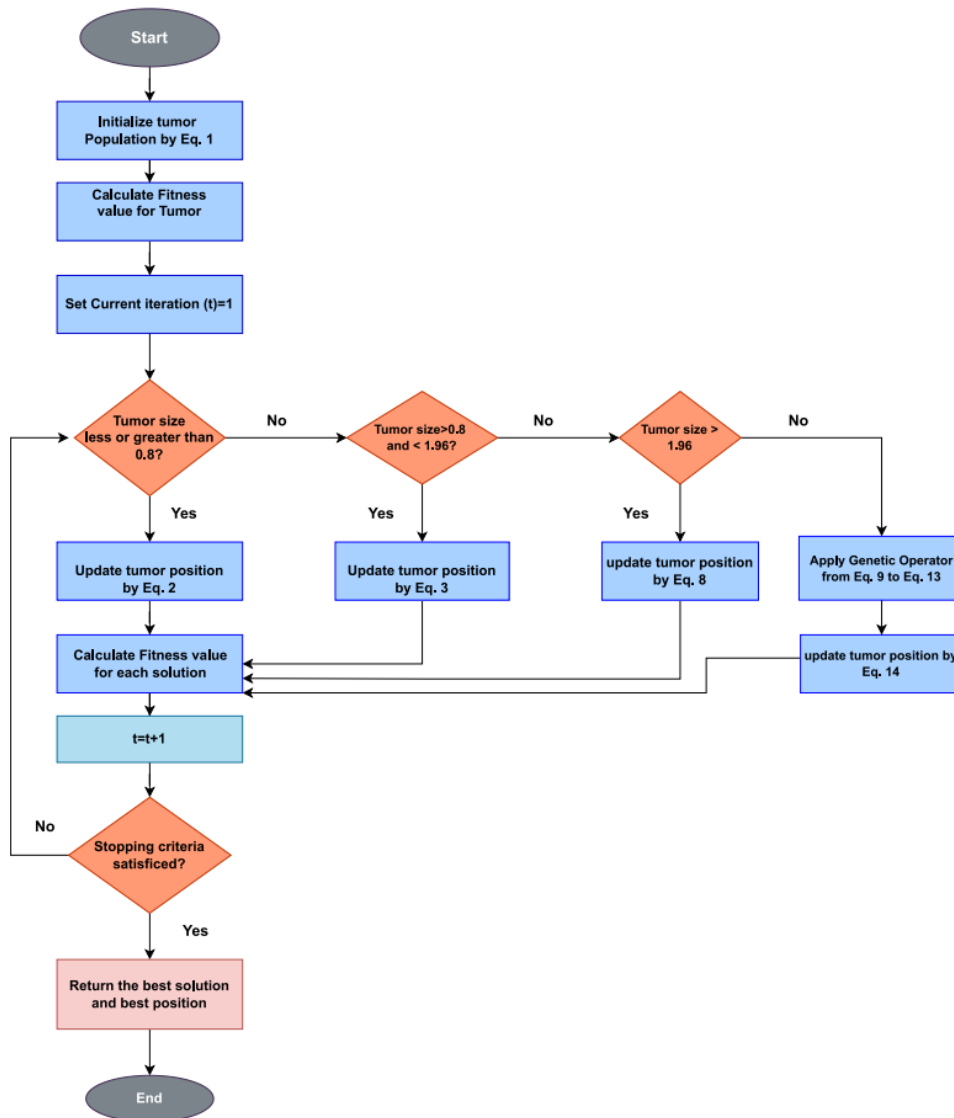 Start
Initialize tumor
Population by Eq. 1
Calculate Fitness
value for Tumor
Set Current iteration (t)=1
Tumor size
less or greater than
0.8?
No
Tumor size>0.8
and < 1.96?
No
Tumor size >
1.96
No
Yes
Yes
Yes
Update tumor position
by Eq. 2
Update tumor position
by Eq. 3
update tumor position
by Eq. 8
Apply Genetic Operator
from Eq. 9 to Eq. 13
Calculate Fitness value
for each solution
update tumor position by
Eq. 14
t=t+1
No
Stopping criteria
satisficed?
Yes
Return the best solution
and best position
End